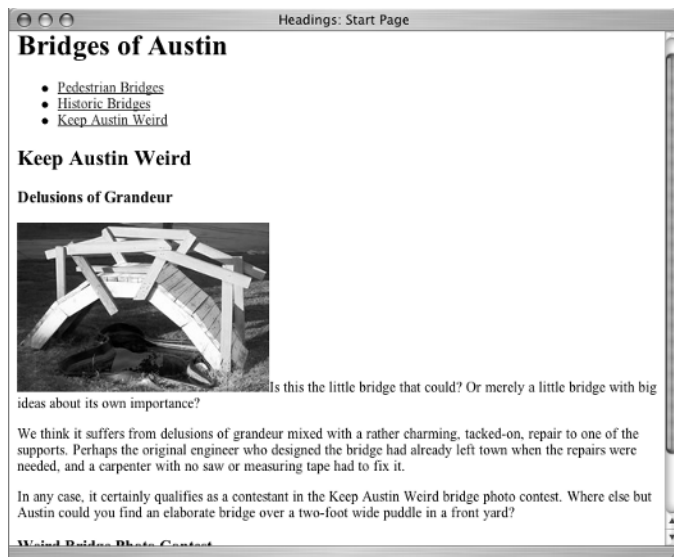 Headings: Start Page
Bridges of Austin
Pedestrian Bridges
Historic Bridges
Keep Austin Weird
Keep Austin Weird
Delusions of Grandeur
Is this the little bridge that could? Or merely a little bridge with big
ideas about its own importance?
We think it suffers from delusions of grandeur mixed with a rather charming, tacked-on, repair to one of the
supports. Perhaps the original engineer who designed the bridge had already left town when the repairs were
needed, and a carpenter with no saw or measuring tape had to fix it.
In any case, it certainly qualifies as a contestant in the Keep Austin Weird bridge photo contest. Where else but
Austin could you find an elaborate bridge over a two-foot wide puddle in a front yard?
Weird Bridge Photo Contest